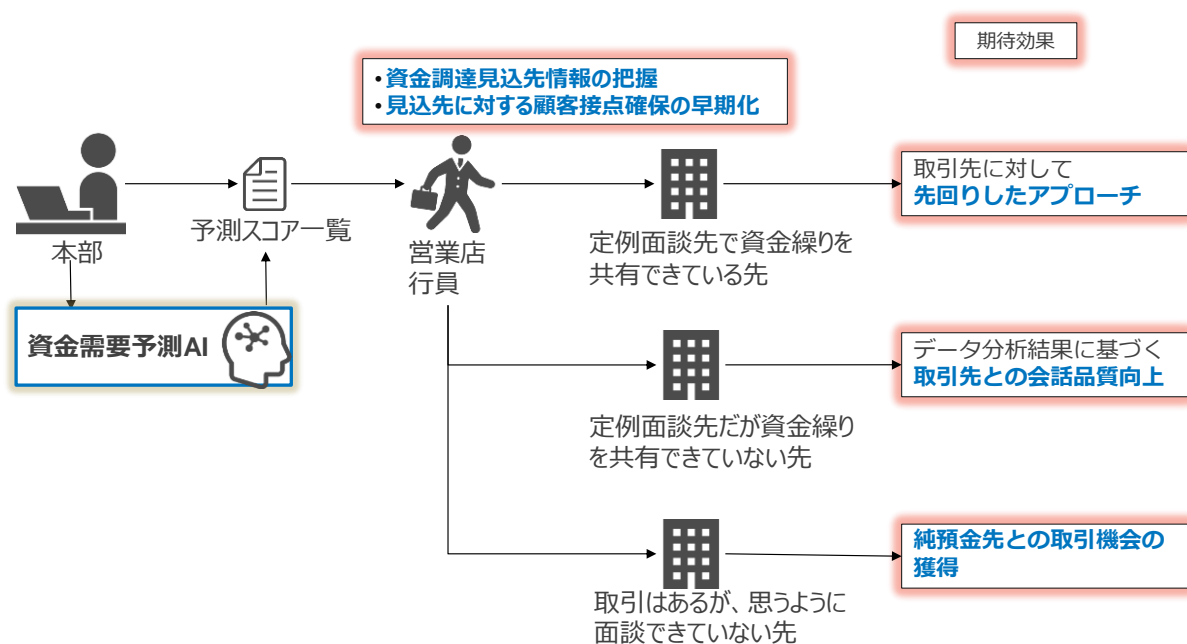 期待効果
•資金調達見込先情報の把握
•見込先に対する顧客接点確保の早期化
本部
予測スコア一覧
営業店
行員
資金需要予測AI
定例面談先で資金繰りを
共有できている先
取引先に対して
先回りしたアプローチ
定例面談先だが資金繰り
を共有できていない先
データ分析結果に基づく
取引先との会話品質向上
取引はあるが、思うように
面談できていない先
純預金先との取引機会の
獲得